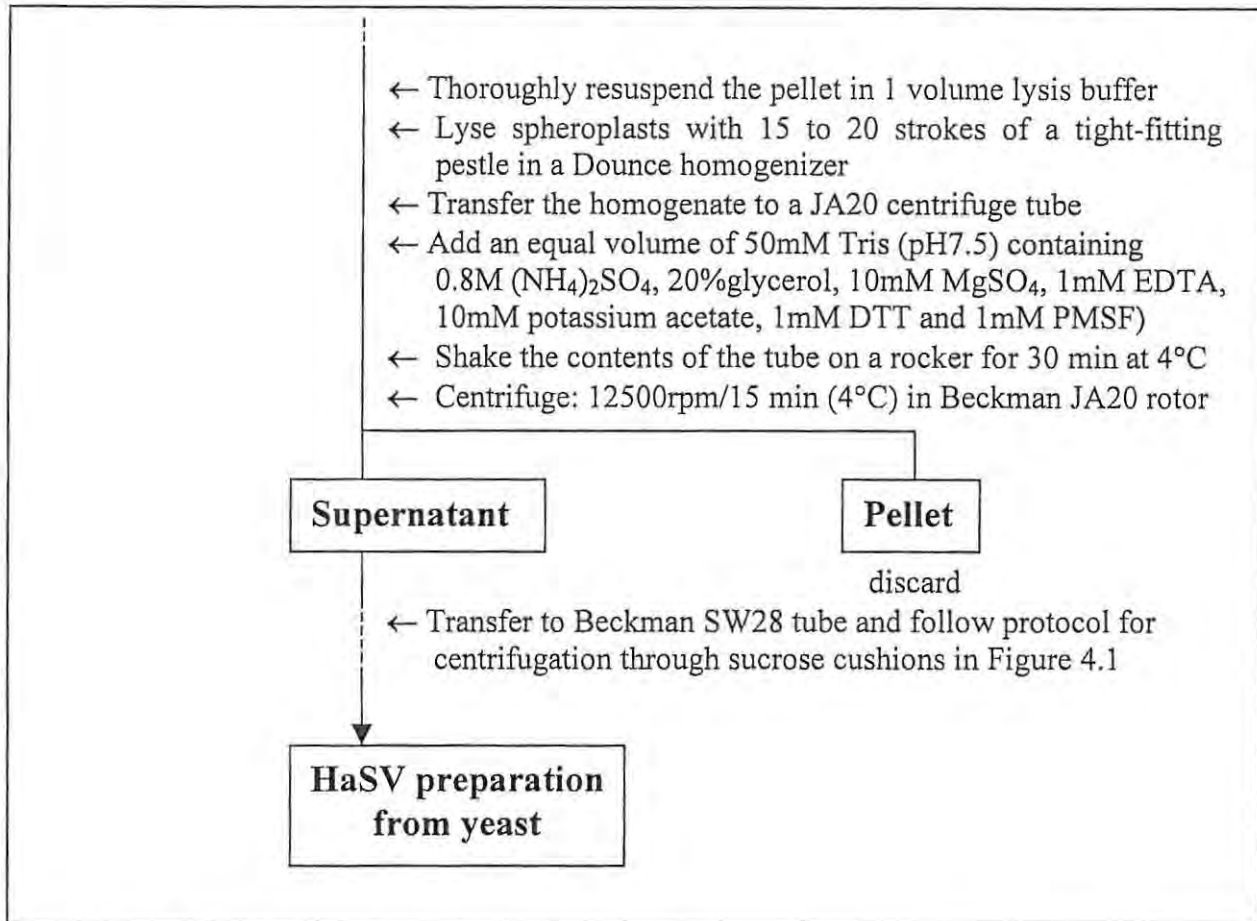 ← Thoroughly resuspend the pellet in 1 volume lysis buffer
← Lyse spheroplasts with 15 to 20 strokes of a tight-fitting
pestle in a Dounce homogenizer
← Transfer the homogenate to a JA20 centrifuge tube
← Add an equal volume of 50mM Tris (pH7.5) containing
0.8M (NH₄)₂SO₄, 20%glycerol, 10mM MgSO₄, 1mM EDTA,
10mM potassium acetate, 1mM DTT and 1mM PMSF)
← Shake the contents of the tube on a rocker for 30 min at 4°C
← Centrifuge: 12500rpm/15 min (4°C) in Beckman JA20 rotor
Supernatant
Pellet
discard
← Transfer to Beckman SW28 tube and follow protocol for
centrifugation through sucrose cushions in Figure 4.1
HaSV preparation
from yeast